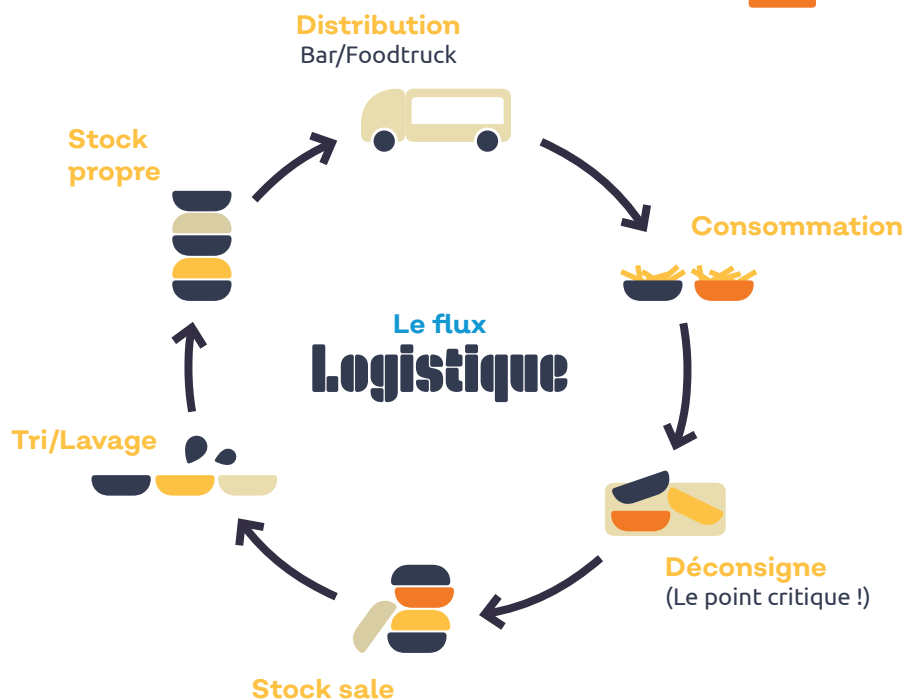 Distribution
Bar/Foodtruck
Stock
propre
Consommation
Le flux
Logistique
Tri/Lavage
Déconsigne
(Le point critique !)
Stock sale